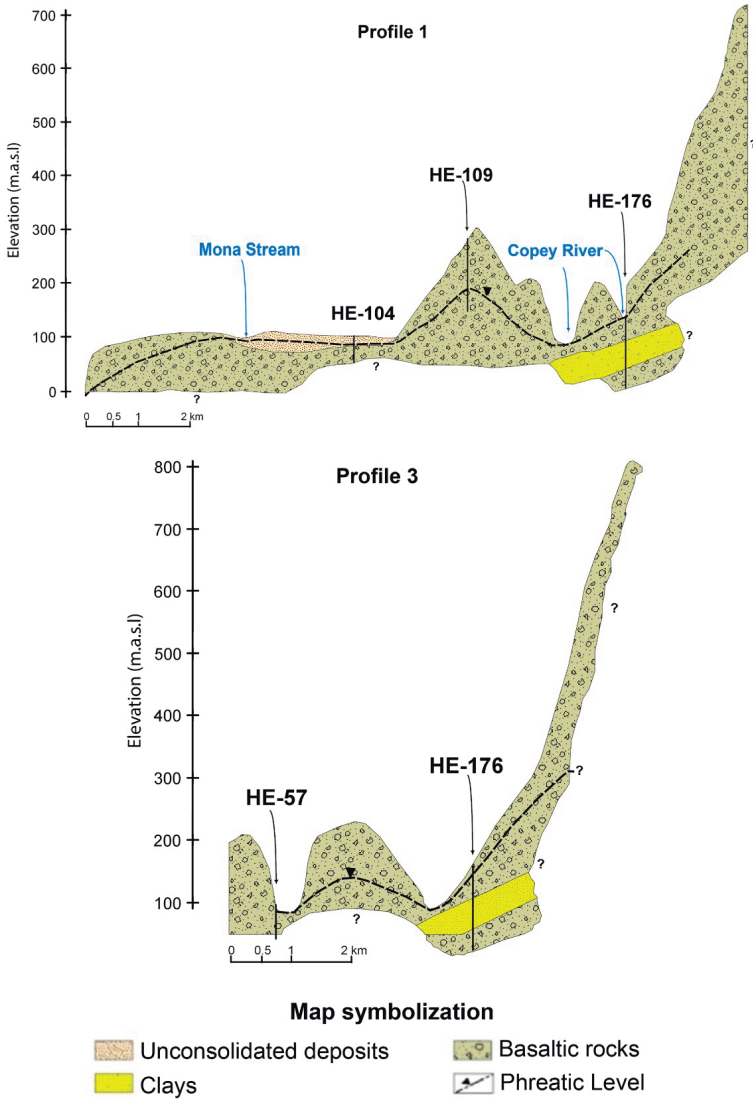 Profile 1
Elevation (m.a.s.l)
700
600
500
400
300
200
100
0
HE-109
HE-176
Mona Stream
Copey River
HE-104
?
?
?
?
0 0.5 1 2 km
Profile 3
Elevation (m.a.s.l)
800
700
600
500
400
300
200
100
HE-57
HE-176
?
-?
?
?
0 0.5 1 2 km
Map symbolization
Unconsolidated deposits
Basaltic rocks
Clays
Phreatic Level